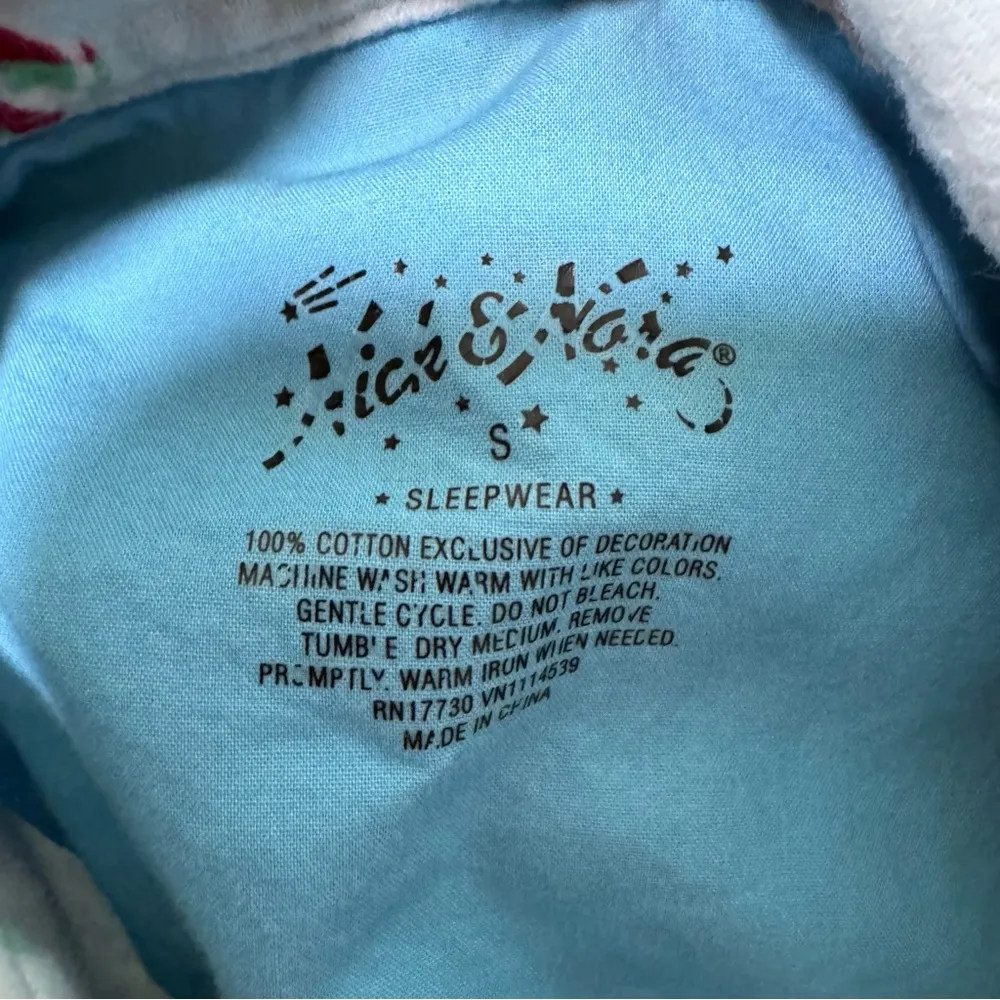 Nick & Nora®
S
SLEEPWEAR
100% COTTON EXCLUSIVE OF DECORATION
MACHINE WASH WARM WITH LIKE COLORS.
GENTLE CYCLE. DO NOT BLEACH.
TUMBLE DRY MEDIUM. REMOVE
PROMPTLY. WARM IRON WHEN NEEDED.
RN17730 VN1114539
MADE IN CHINA